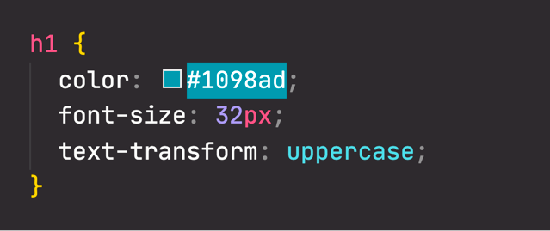 h1 {
color: #1098ad;
font-size: 32px;
text-transform: uppercase;
}